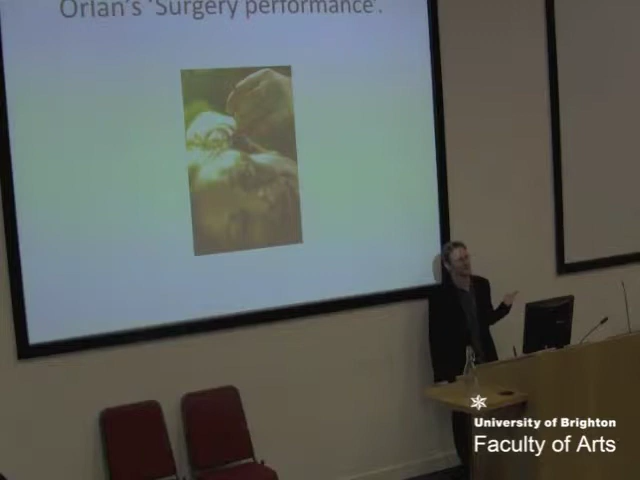 Orlan's 'Surgery performance'.
University of Brighton
Faculty of Arts